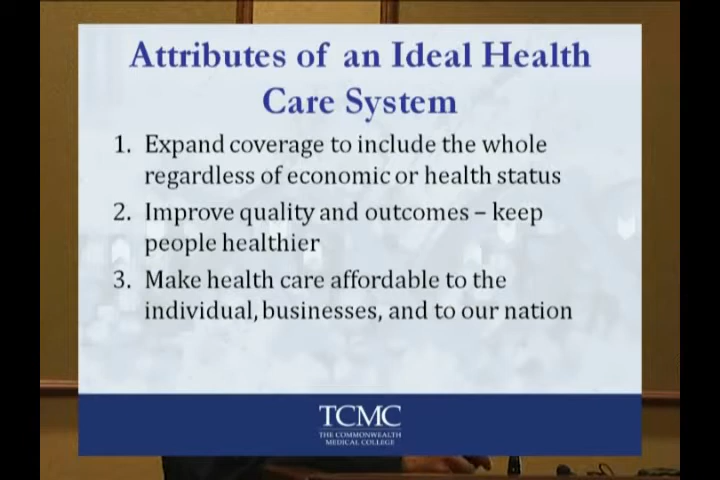 Attributes of an Ideal Health
Care System
1. Expand coverage to include the whole
regardless of economic or health status
2. Improve quality and outcomes – keep
people healthier
3. Make health care affordable to the
individual, businesses, and to our nation
TCMC
THE COMMONWEALTH
MEDICAL COLLEGE